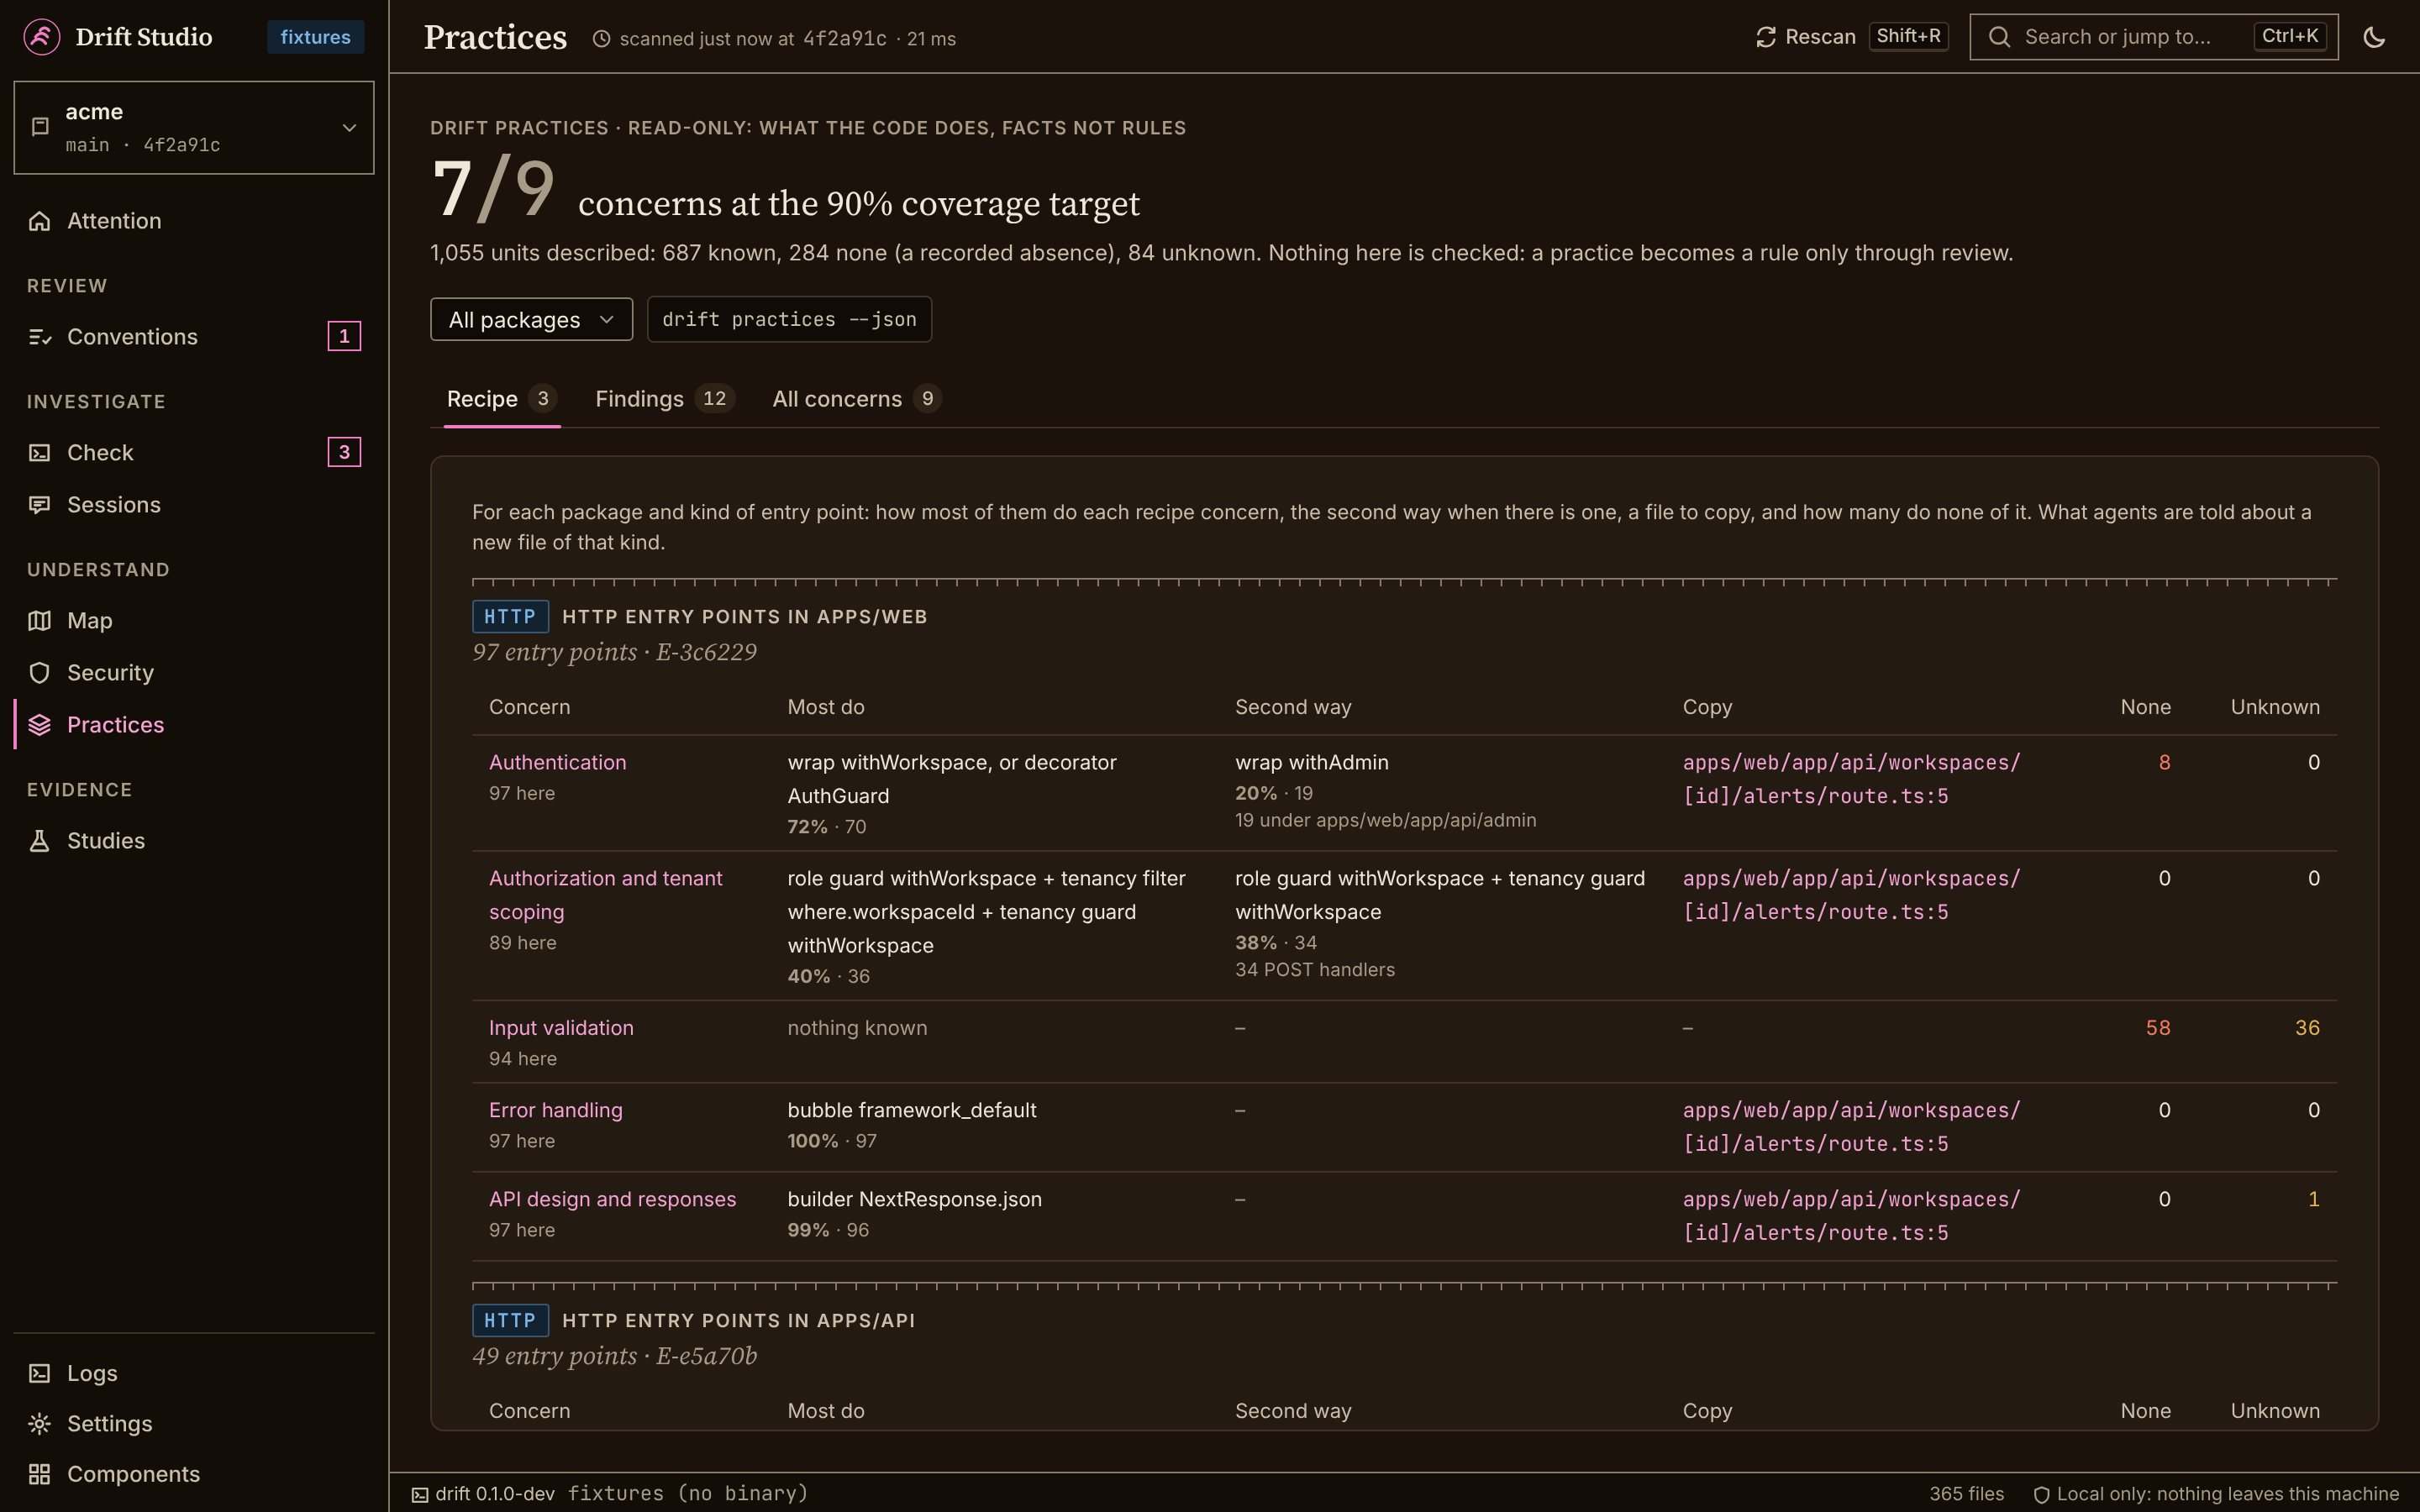 Drift Studio
fixtures
acme
main · 4f2a91c
Attention
REVIEW
Conventions 1
INVESTIGATE
Check 3
Sessions
UNDERSTAND
Map
Security
Practices
EVIDENCE
Studies
Logs
Settings
Components
Practices
scanned just now at 4f2a91c · 21 ms
Rescan Shift+R
Search or jump to... Ctrl+K
DRIFT PRACTICES · READ-ONLY: WHAT THE CODE DOES, FACTS NOT RULES
7/9 concerns at the 90% coverage target
1,055 units described: 687 known, 284 none (a recorded absence), 84 unknown. Nothing here is checked: a practice becomes a rule only through review.
All packages
drift practices --json
Recipe 3 Findings 12 All concerns 9
For each package and kind of entry point: how most of them do each recipe concern, the second way when there is one, a file to copy, and how many do none of it. What agents are told about a
new file of that kind.
HTTP HTTP ENTRY POINTS IN APPS/WEB
97 entry points · E-3c6229
Concern Most do Second way Copy None Unknown
Authentication
97 here
wrap withWorkspace, or decorator
AuthGuard
72% · 70
wrap withAdmin
20% · 19
19 under apps/web/app/api/admin
apps/web/app/api/workspaces/
[id]/alerts/route.ts:5
8
0
Authorization and tenant
scoping
89 here
role guard withWorkspace + tenancy filter
where.workspaceId + tenancy guard
withWorkspace
40% · 36
role guard withWorkspace + tenancy guard
withWorkspace
38% · 34
34 POST handlers
apps/web/app/api/workspaces/
[id]/alerts/route.ts:5
0
0
Input validation
94 here
nothing known
–
–
58
36
Error handling
97 here
bubble framework_default
100% · 97
–
apps/web/app/api/workspaces/
[id]/alerts/route.ts:5
0
0
API design and responses
97 here
builder NextResponse.json
99% · 96
–
apps/web/app/api/workspaces/
[id]/alerts/route.ts:5
0
1
HTTP HTTP ENTRY POINTS IN APPS/API
49 entry points · E-e5a70b
Concern Most do Second way Copy None Unknown
drift 0.1.0-dev fixtures (no binary)
365 files
Local only: nothing leaves this machine